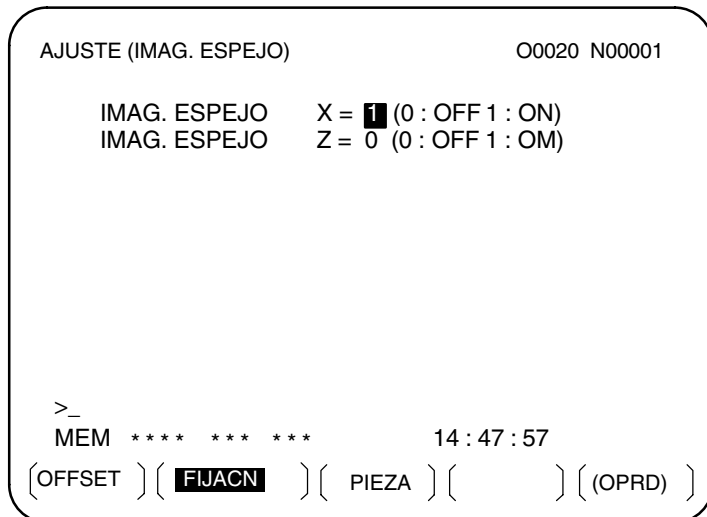 AJUSTE (IMAG. ESPEJO) O0020 N00001
IMAG. ESPEJO X = 1 (0 : OFF 1 : ON)
IMAG. ESPEJO Z = 0 (0 : OFF 1 : OM)
>_
MEM **** *** *** 14 : 47 : 57
OFFSET FIJACN PIEZA (OPRD)